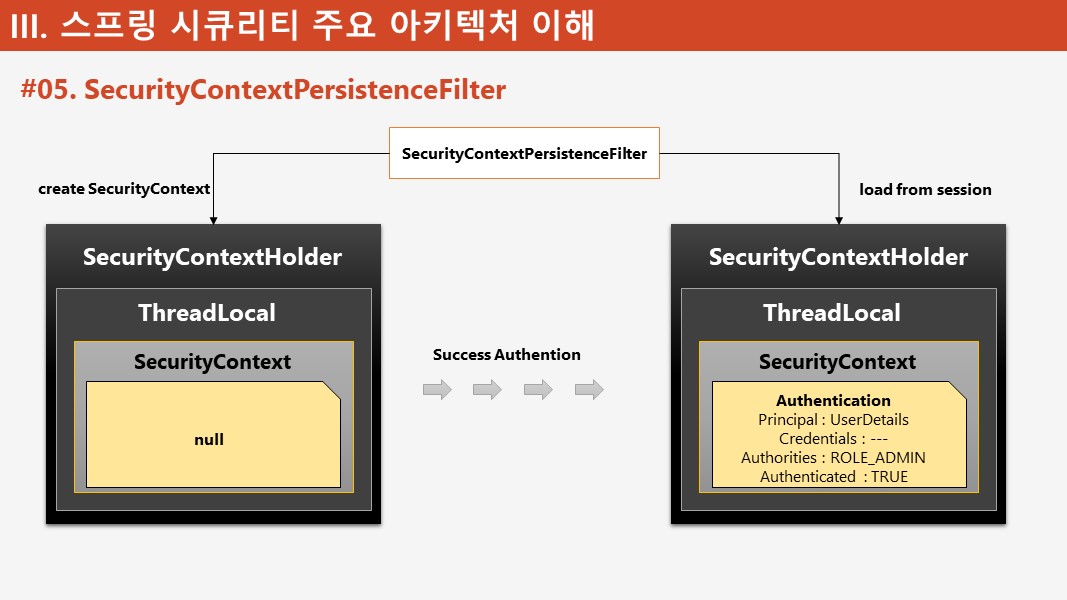 III. 스프링 시큐리티 주요 아키텍처 이해
#05. SecurityContextPersistenceFilter
SecurityContextPersistenceFilter
create SecurityContext
load from session
SecurityContextHolder
ThreadLocal
SecurityContext
null
Success Authention
SecurityContextHolder
ThreadLocal
SecurityContext
Authentication
Principal : UserDetails
Credentials : ---
Authorities : ROLE_ADMIN
Authenticated : TRUE